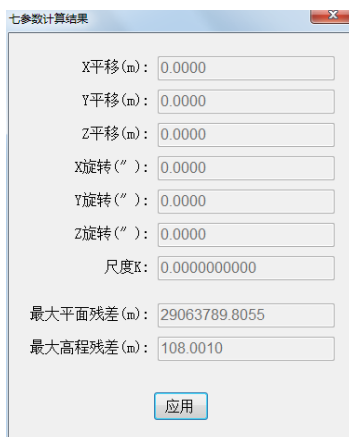 七参数计算结果
X平移(m): 0.0000
Y平移(m): 0.0000
Z平移(m): 0.0000
X旋转(″): 0.0000
Y旋转(″): 0.0000
Z旋转(″): 0.0000
尺度K: 0.0000000000
最大平面残差(m): 29063789.8055
最大高程残差(m): 108.0010
应用